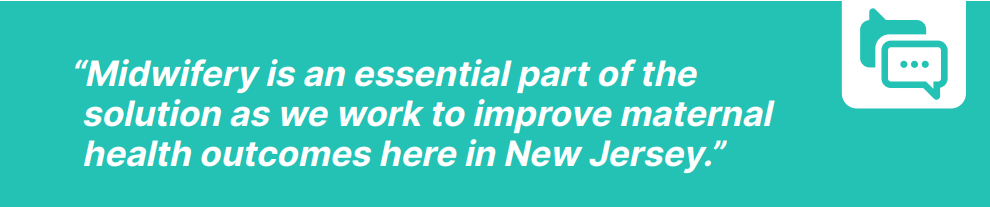 “Midwifery is an essential part of the
solution as we work to improve maternal
health outcomes here in New Jersey.”